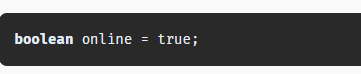 boolean online = true;